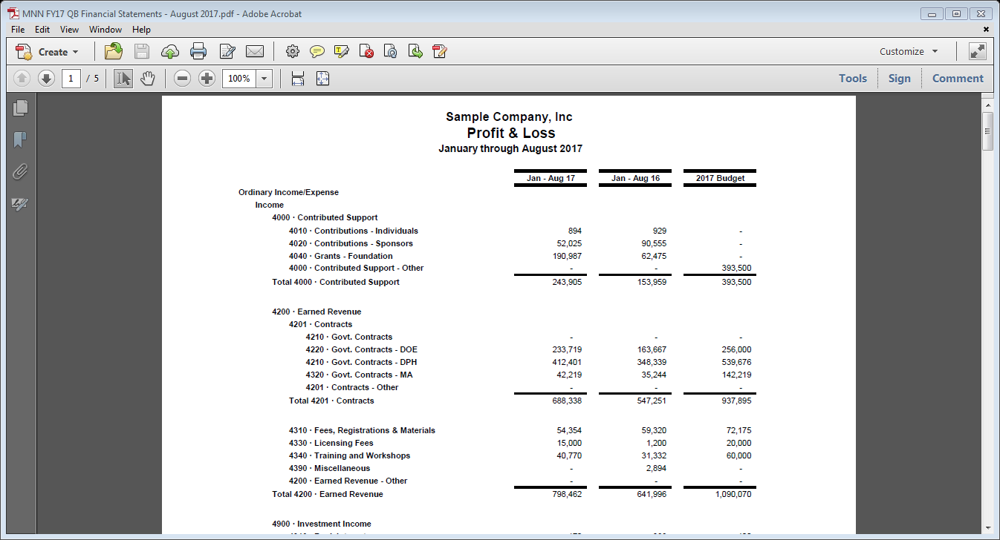 MNN FY17 QB Financial Statements - August 2017.pdf - Adobe Acrobat
File Edit View Window Help
Create Customize
1 / 5 100% Tools Sign Comment
Sample Company, Inc
Profit & Loss
January through August 2017
Jan - Aug 17 Jan - Aug 16 2017 Budget
Ordinary Income/Expense
Income
4000 · Contributed Support
4010 · Contributions - Individuals 894 929 -
4020 · Contributions - Sponsors 52,025 90,555 -
4040 · Grants - Foundation 190,987 62,475 -
4000 · Contributed Support - Other - - 393,500
Total 4000 · Contributed Support 243,905 153,959 393,500
4200 · Earned Revenue
4201 · Contracts
4210 · Govt. Contracts - - -
4220 · Govt. Contracts - DOE 233,719 163,667 256,000
4210 · Govt. Contracts - DPH 412,401 348,339 539,676
4320 · Govt. Contracts - MA 42,219 35,244 142,219
4201 · Contracts - Other - - -
Total 4201 · Contracts 688,338 547,251 937,895
4310 · Fees, Registrations & Materials 54,354 59,320 72,175
4330 · Licensing Fees 15,000 1,200 20,000
4340 · Training and Workshops 40,770 31,332 60,000
4390 · Miscellaneous - 2,894 -
4200 · Earned Revenue - Other - - -
Total 4200 · Earned Revenue 798,462 641,996 1,090,070
4900 · Investment Income